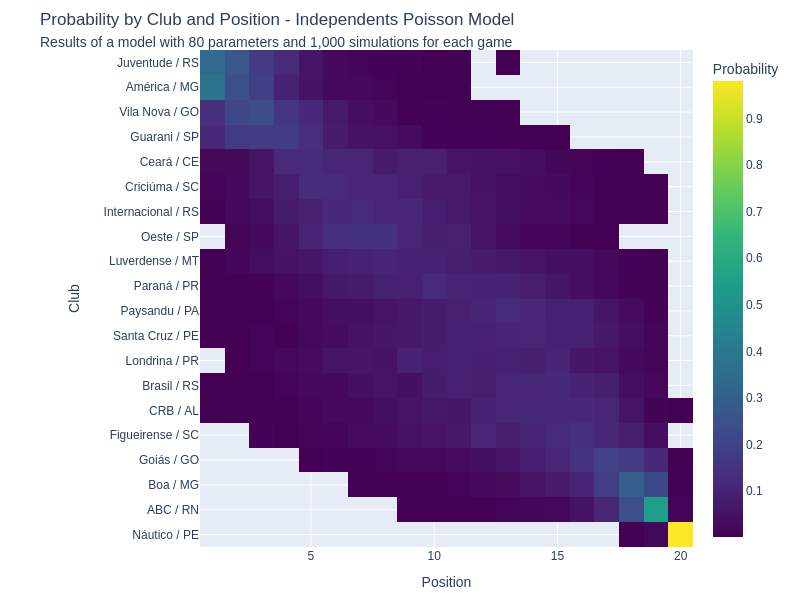 Probability by Club and Position - Independents Poisson Model
Results of a model with 80 parameters and 1,000 simulations for each game
Probability
Juventude / RS
América / MG
Vila Nova / GO
Guarani / SP
Ceará / CE
Criciúma / SC
Internacional / RS
Oeste / SP
Luverdense / MT
Paraná / PR
Paysandu / PA
Santa Cruz / PE
Londrina / PR
Brasil / RS
CRB / AL
Figueirense / SC
Goiás / GO
Boa / MG
ABC / RN
Náutico / PE
Club
5
10
15
20
Position
0.9
0.8
0.7
0.6
0.5
0.4
0.3
0.2
0.1